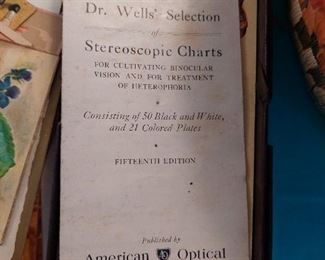 Dr. Wells' Selection
of
Stereoscopic Charts
FOR CULTIVATING BINOCULAR
VISION AND FOR TREATMENT
OF HETEROPHORIA
Consisting of 50 Black and White,
and 21 Colored Plates
FIFTEENTH EDITION
Published by
American AO Optical